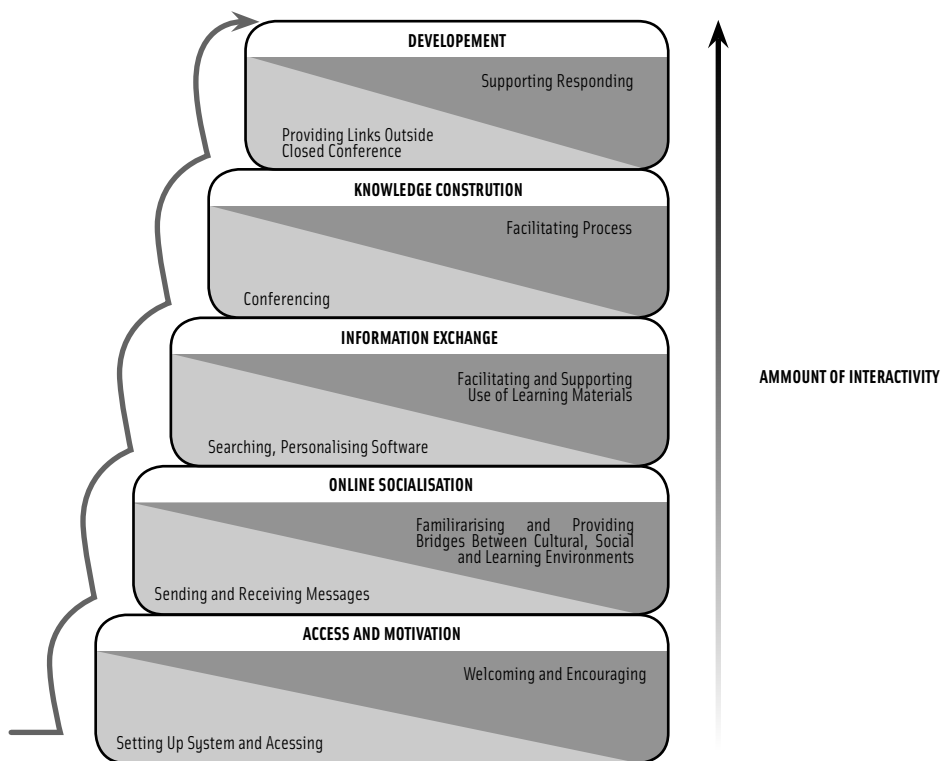 DEVELOPEMENT
Supporting Responding
Providing Links Outside
Closed Conference
KNOWLEDGE CONSTRUTION
Facilitating Process
Conferencing
INFORMATION EXCHANGE
Facilitating and Supporting
Use of Learning Materials
AMMOUNT OF INTERACTIVITY
Searching, Personalising Software
ONLINE SOCIALISATION
Familirarising and Providing
Bridges Between Cultural, Social
and Learning Environments
Sending and Receiving Messages
ACCESS AND MOTIVATION
Welcoming and Encouraging
Setting Up System and Acessing